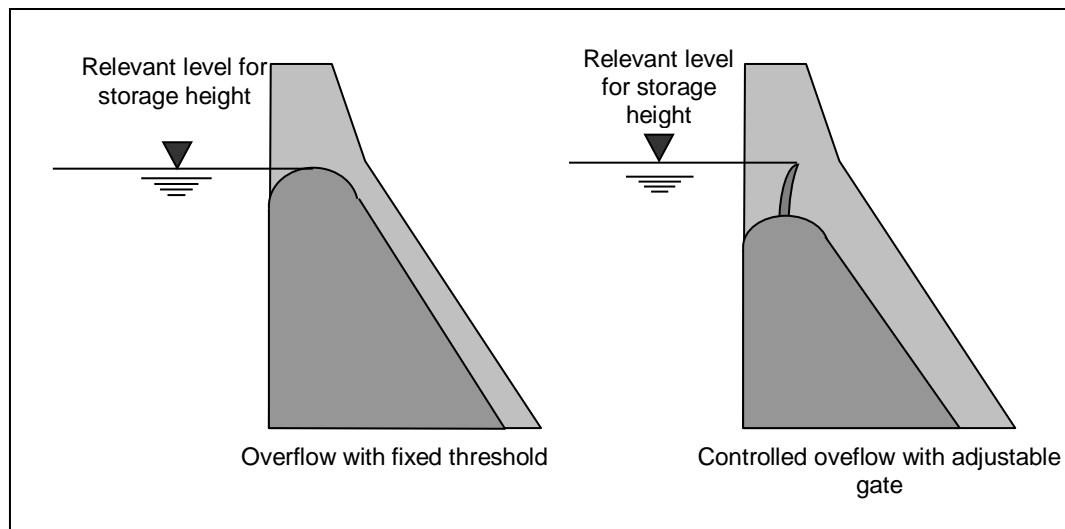 Relevant level for
storage height
Relevant level
for storage
height
Overflow with fixed threshold
Controlled oveflow with adjustable
gate